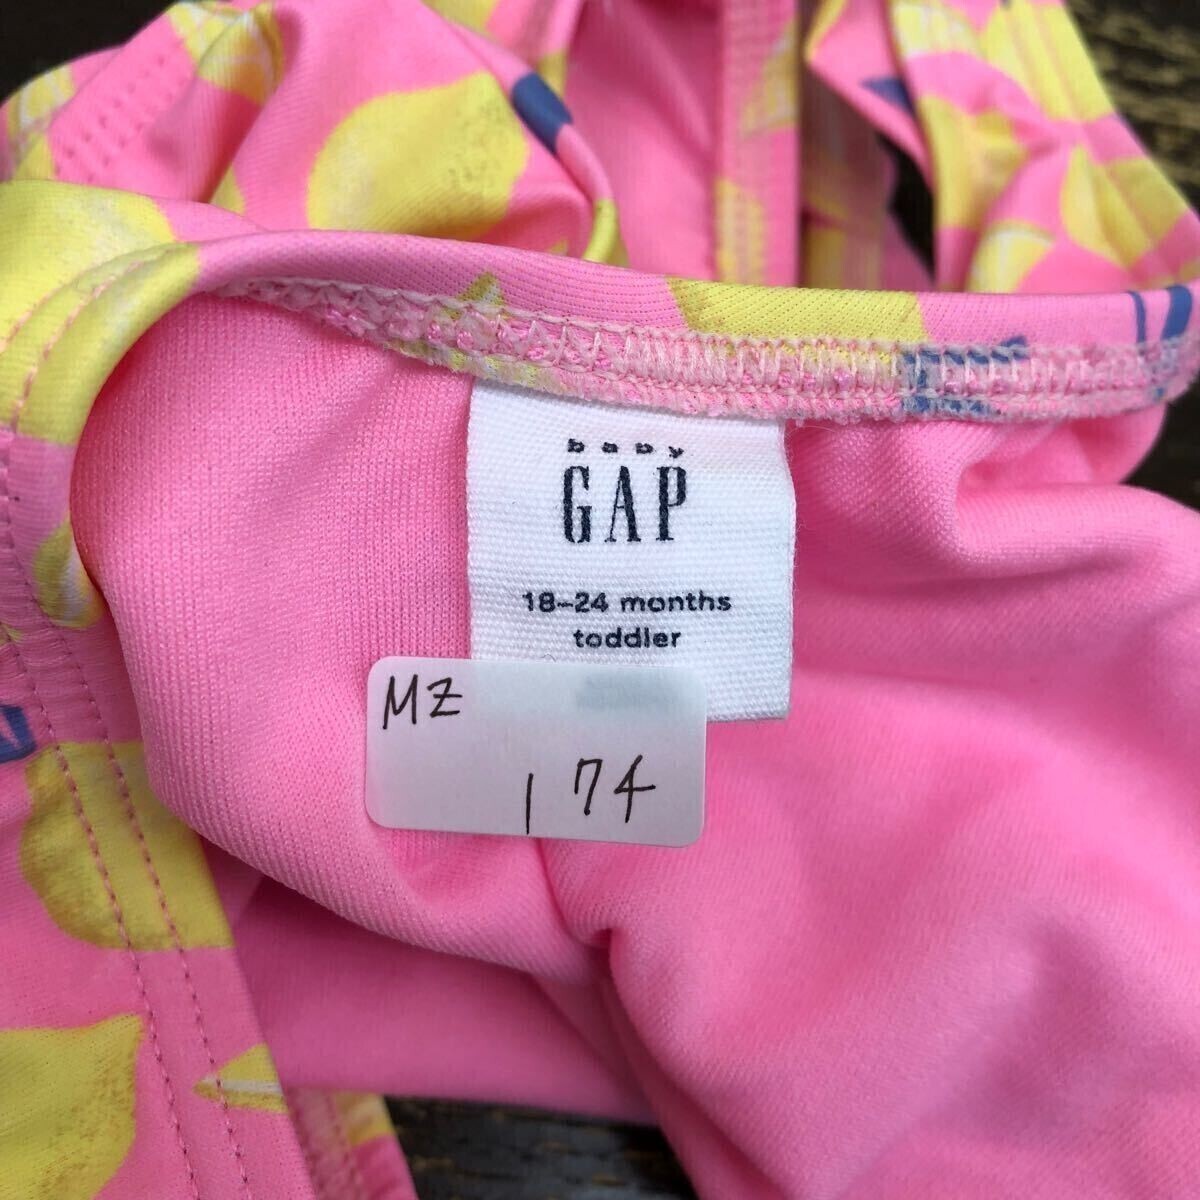 baby
GAP
18-24 months
toddler
MZ
174